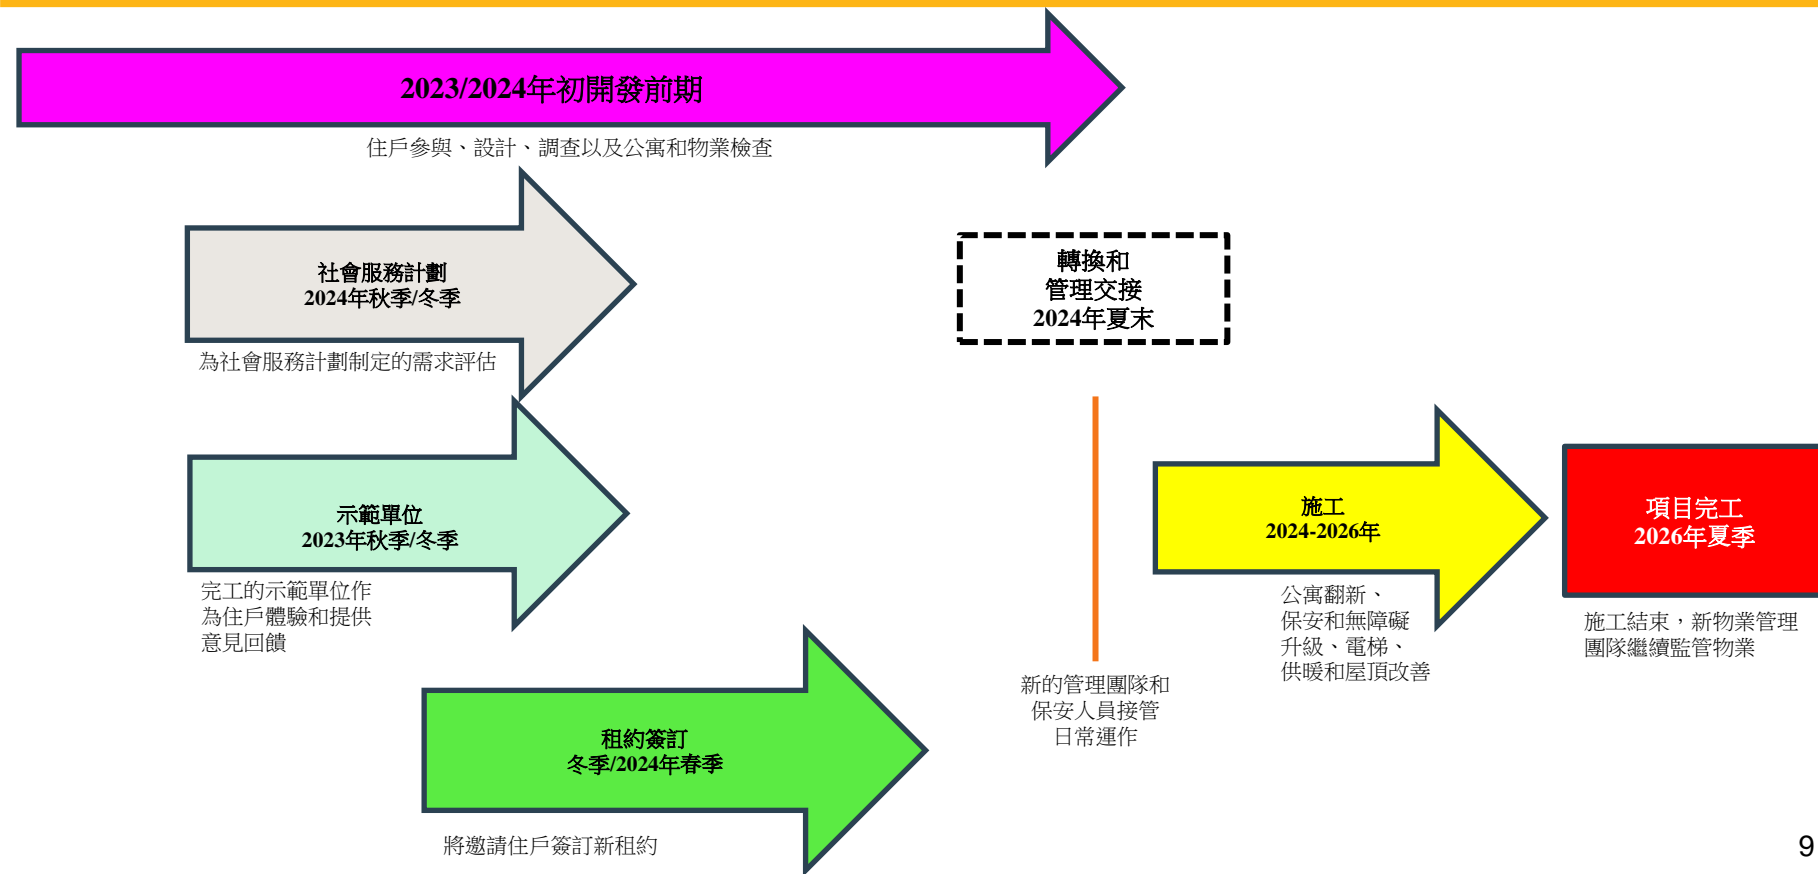 2023/2024年初開發前期
住戶參與、設計、調查以及公寓和物業檢查
社會服務計劃
2024年秋季/冬季
為社會服務計劃制定的需求評估
轉換和
管理交接
2024年夏末
示範單位
2023年秋季/冬季
完工的示範單位作
為住戶體驗和提供
意見回饋
施工
2024-2026年
公寓翻新、
保安和無障礙
升級、電梯、
供暖和屋頂改善
項目完工
2026年夏季
施工結束，新物業管理
團隊繼續監管物業
新的管理團隊和
保安人員接管
日常運作
租約簽訂
冬季/2024年春季
將邀請住戶簽訂新租約
9